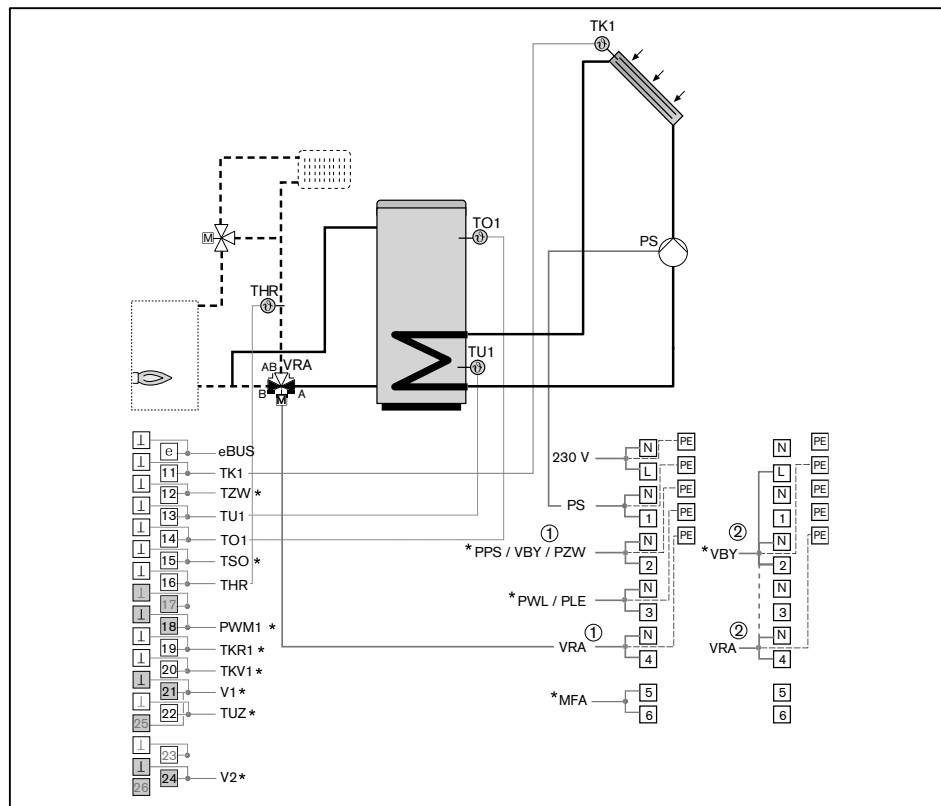 TK1
TO1
PS
M
THR
TU1
AB VRA
B A
M
⊥
e eBUS
⊥
11 TK1
⊥
12 TZW *
⊥
13 TU1
⊥
14 TO1
⊥
15 TSO *
⊥
16 THR
⊥
17
⊥
18 PWM1 *
⊥
19 TKR1 *
⊥
20 TKV1 *
⊥
21 V1 *
⊥
22 TUZ *
25
⊥
23
⊥
24 V2 *
26
230 V N PE
L PE
PS N PE
1 PE
① N PE
*PPS / VBY / PZW
2
*PWL / PLE N
3
① N
VRA
4
*MFA 5
6
N PE
L PE
N PE
1 PE
② N PE
*VBY
2
N
3
② N
VRA
4
5
6